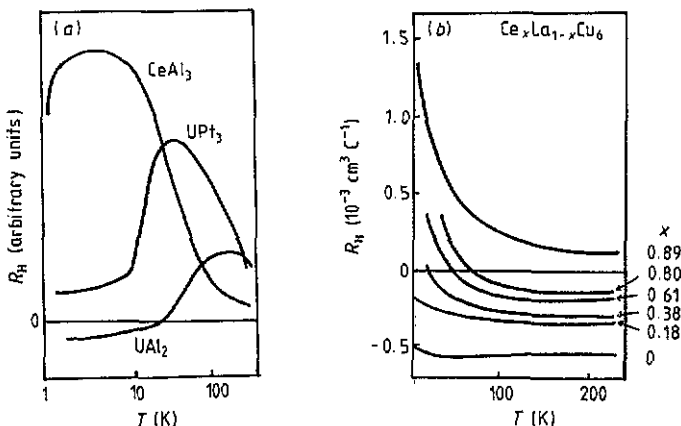 (a)
CeAl₃
UPt₃
UAl₂
R_H (arbitrary units)
0
1
10
100
T (K)
(b)
CeₓLa₁₋ₓCu₆
R_H (10⁻³ cm³ C⁻¹)
1.5
1.0
0.5
0
-0.5
x
0.89
0.80
0.61
0.38
0.18
0
100
200
T (K)